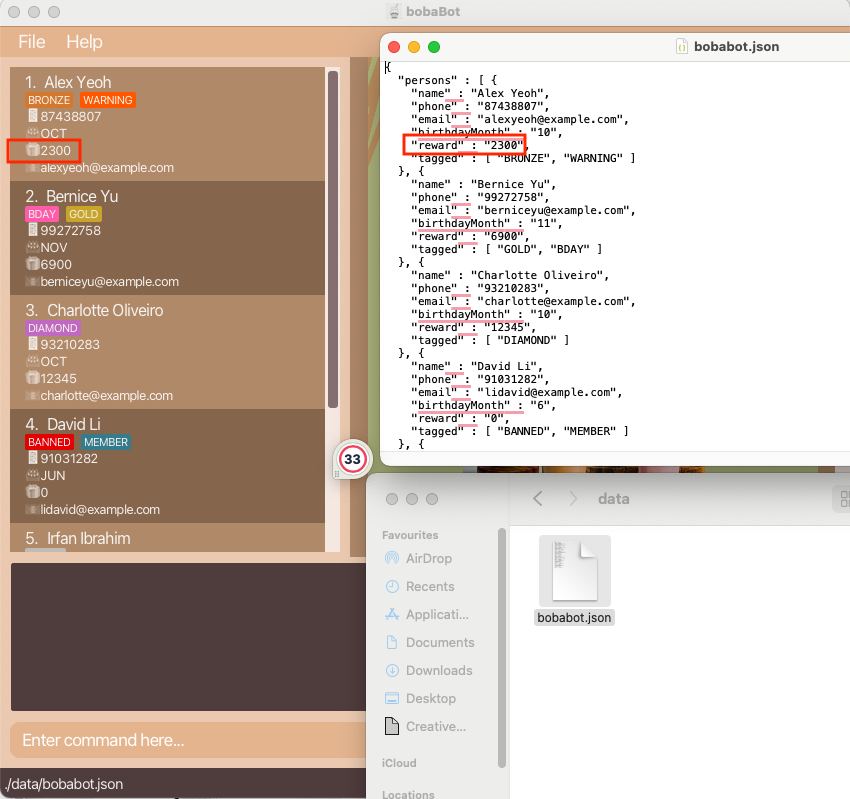 bobaBot
File Help
1. Alex Yeoh
BRONZE WARNING
87438807
OCT
2300
alexyeoh@example.com
2. Bernice Yu
BDAY GOLD
99272758
NOV
6900
berniceyu@example.com
3. Charlotte Oliveiro
DIAMOND
93210283
OCT
12345
charlotte@example.com
4. David Li
BANNED MEMBER
91031282
JUN
0
lidavid@example.com
5. Irfan Ibrahim
Enter command here...
./data/bobabot.json
bobabot.json
{
"persons" : [ {
"name" : "Alex Yeoh",
"phone" : "87438807",
"email" : "alexyeoh@example.com",
"birthdayMonth" : "10",
"reward" : "2300",
"tagged" : [ "BRONZE", "WARNING" ]
}, {
"name" : "Bernice Yu",
"phone" : "99272758",
"email" : "berniceyu@example.com",
"birthdayMonth" : "11",
"reward" : "6900",
"tagged" : [ "GOLD", "BDAY" ]
}, {
"name" : "Charlotte Oliveiro",
"phone" : "93210283",
"email" : "charlotte@example.com",
"birthdayMonth" : "10",
"reward" : "12345",
"tagged" : [ "DIAMOND" ]
}, {
"name" : "David Li",
"phone" : "91031282",
"email" : "lidavid@example.com",
"birthdayMonth" : "6",
"reward" : "0",
"tagged" : [ "BANNED", "MEMBER" ]
}, {
33
data
Favourites
AirDrop
Recents
Applicati...
Documents
Downloads
Desktop
Creative...
iCloud
Locations
bobabot.json